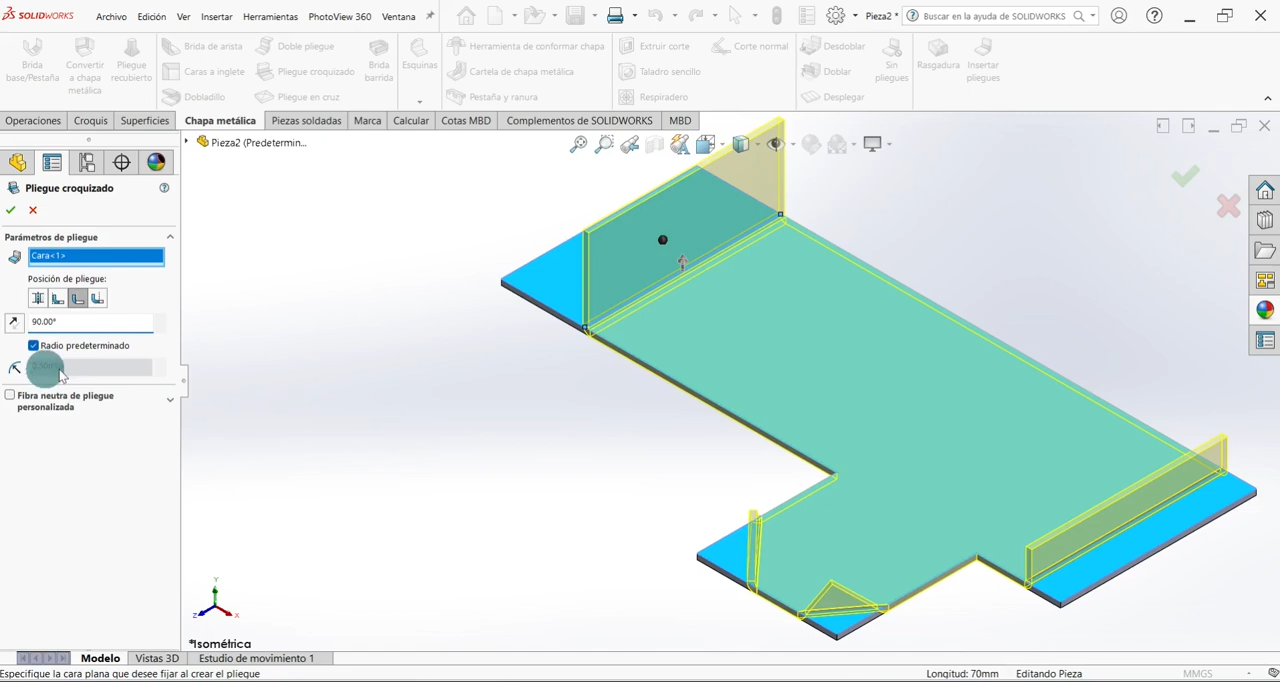 SOLIDWORKS
Archivo Edición Ver Insertar Herramientas PhotoView 360 Ventana
Pieza2 *
Buscar en la ayuda de SOLIDWORKS
Brida base/Pestaña
Convertir a chapa metálica
Pliegue recubierto
Brida de arista
Caras a inglete
Dobladillo
Doble pliegue
Pliegue croquizado
Pliegue en cruz
Brida barrida
Esquinas
Herramienta de conformar chapa
Cartela de chapa metálica
Pestaña y ranura
Extruir corte
Taladro sencillo
Respiradero
Corte normal
Desdoblar
Doblar
Desplegar
Sin pliegues
Rasgadura
Insertar pliegues
Operaciones Croquis Superficies Chapa metálica Piezas soldadas Marca Calcular Cotas MBD Complementos de SOLIDWORKS MBD
Pieza2 (Predetermin...
Pliegue croquizado
Parámetros de pliegue
Cara<1>
Posición de pliegue:
90.00°
Radio predeterminado
Fibra neutra de pliegue
personalizada
Y
Z
X
*Isométrica
Modelo Vistas 3D Estudio de movimiento 1
Especifique la cara plana que desee fijar al crear el pliegue
Longitud: 70mm
Editando Pieza
MMGS